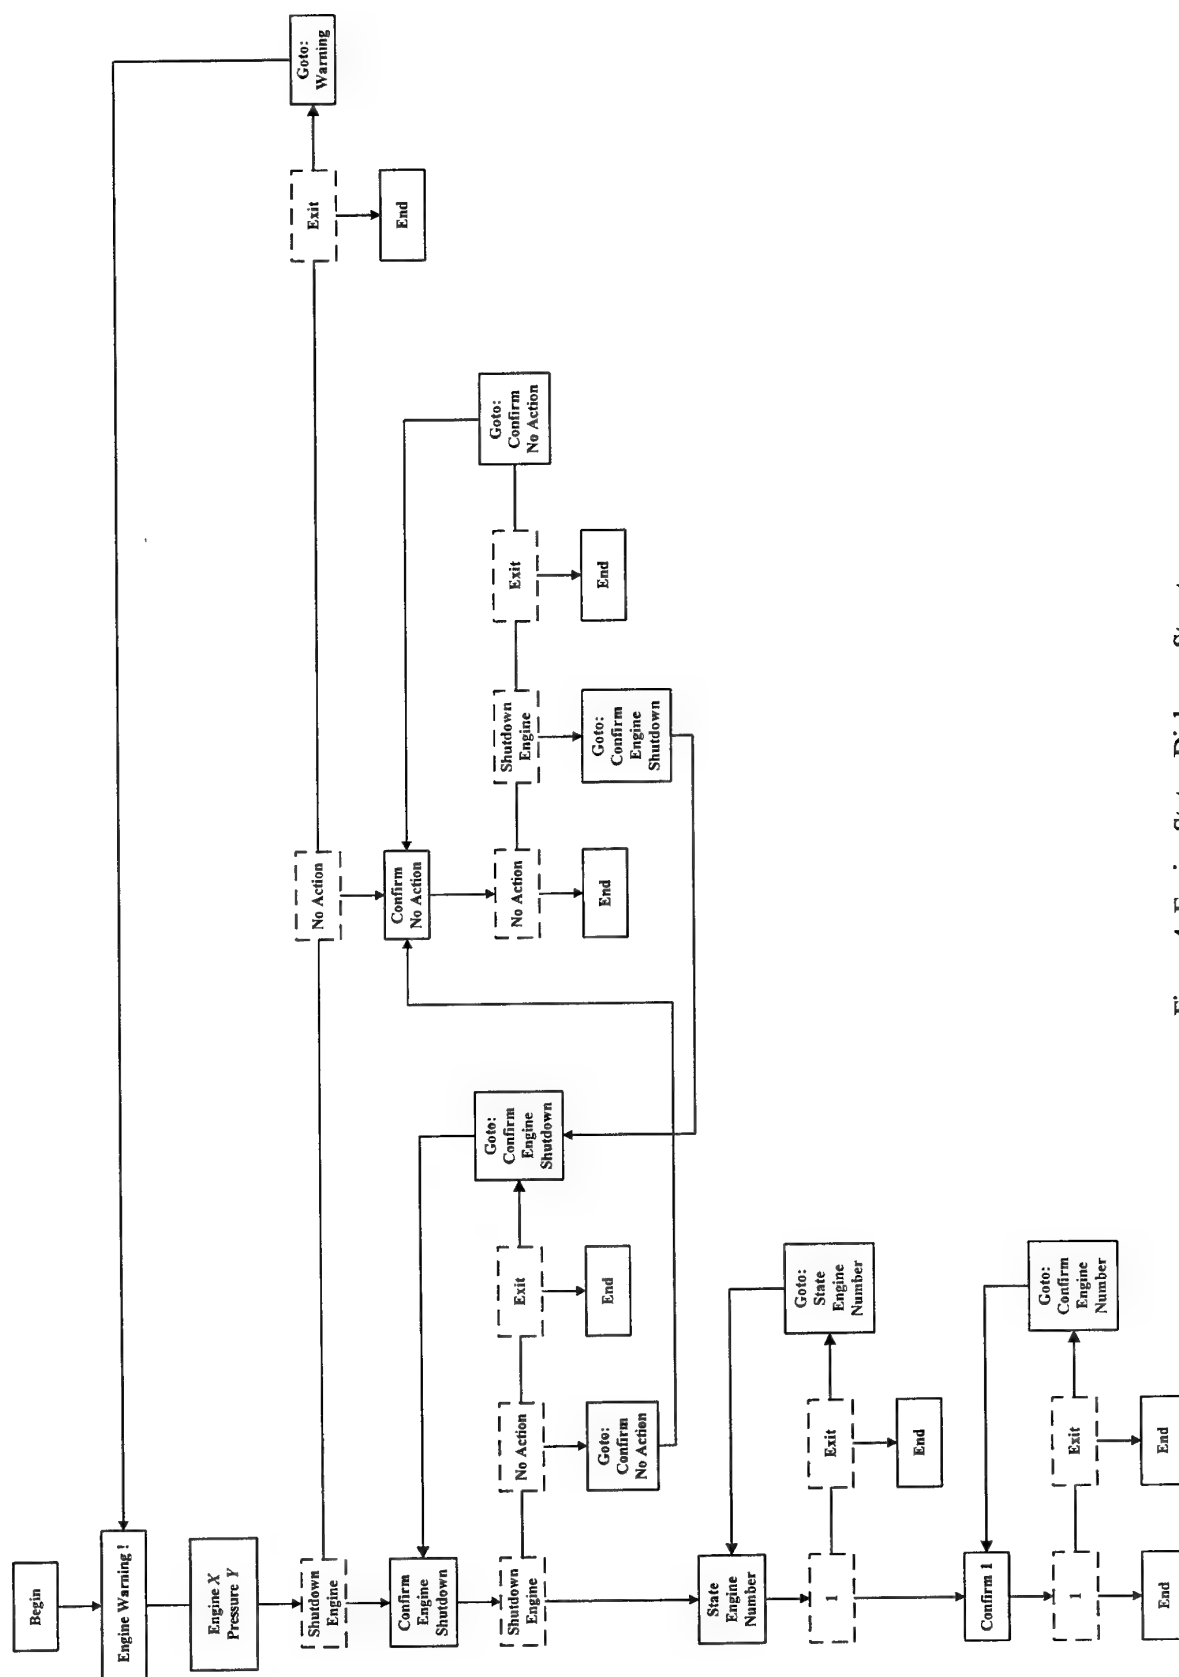 Begin
Engine Warning !
Engine X
Pressure Y
Shutdown
Engine
No Action
Exit
Goto:
Warning
End
Confirm
Engine
Shutdown
Confirm
No Action
Shutdown
Engine
No Action
Exit
Goto:
Confirm
Engine
Shutdown
No Action
Shutdown
Engine
Exit
Goto:
Confirm
No Action
Goto:
Confirm
No Action
End
End
Goto:
Confirm
Engine
Shutdown
End
State
Engine
Number
Goto:
State
Engine
Number
1
Exit
End
Confirm 1
Goto:
Confirm
Engine
Number
1
Exit
End
End